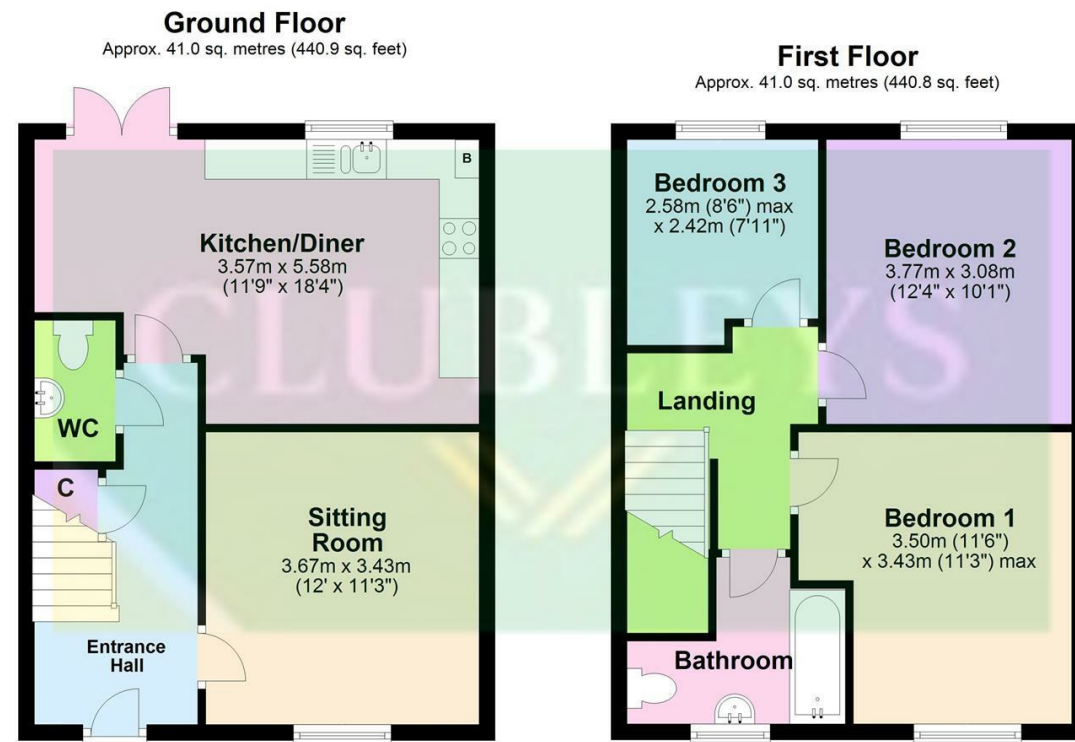 Ground Floor
Approx. 41.0 sq. metres (440.9 sq. feet)
B
Kitchen/Diner
3.57m x 5.58m
(11'9" x 18'4")
WC
C
Sitting
Room
3.67m x 3.43m
(12' x 11'3")
Entrance
Hall
First Floor
Approx. 41.0 sq. metres (440.8 sq. feet)
Bedroom 3
2.58m (8'6") max
x 2.42m (7'11")
Bedroom 2
3.77m x 3.08m
(12'4" x 10'1")
Landing
Bedroom 1
3.50m (11'6")
x 3.43m (11'3") max
Bathroom
CLUBLEYS